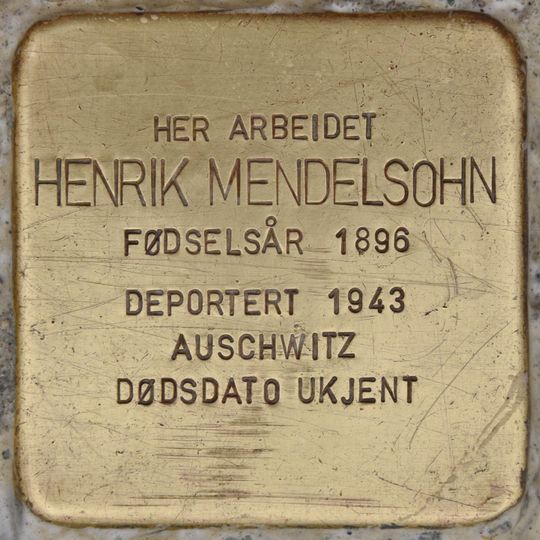 HER ARBEIDET
HENRIK MENDELSOHN
FØDSELSÅR 1896
DEPORTERT 1943
AUSCHWITZ
DØDSDATO UKJENT